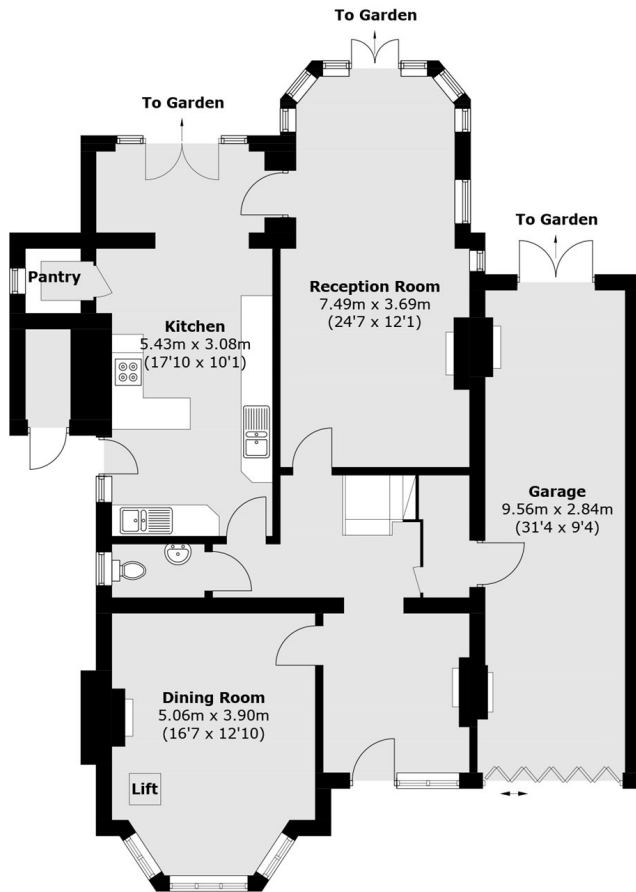 To Garden
To Garden
To Garden
Pantry
Reception Room
7.49m x 3.69m
(24'7 x 12'1)
Kitchen
5.43m x 3.08m
(17'10 x 10'1)
Garage
9.56m x 2.84m
(31'4 x 9'4)
Dining Room
5.06m x 3.90m
(16'7 x 12'10)
Lift